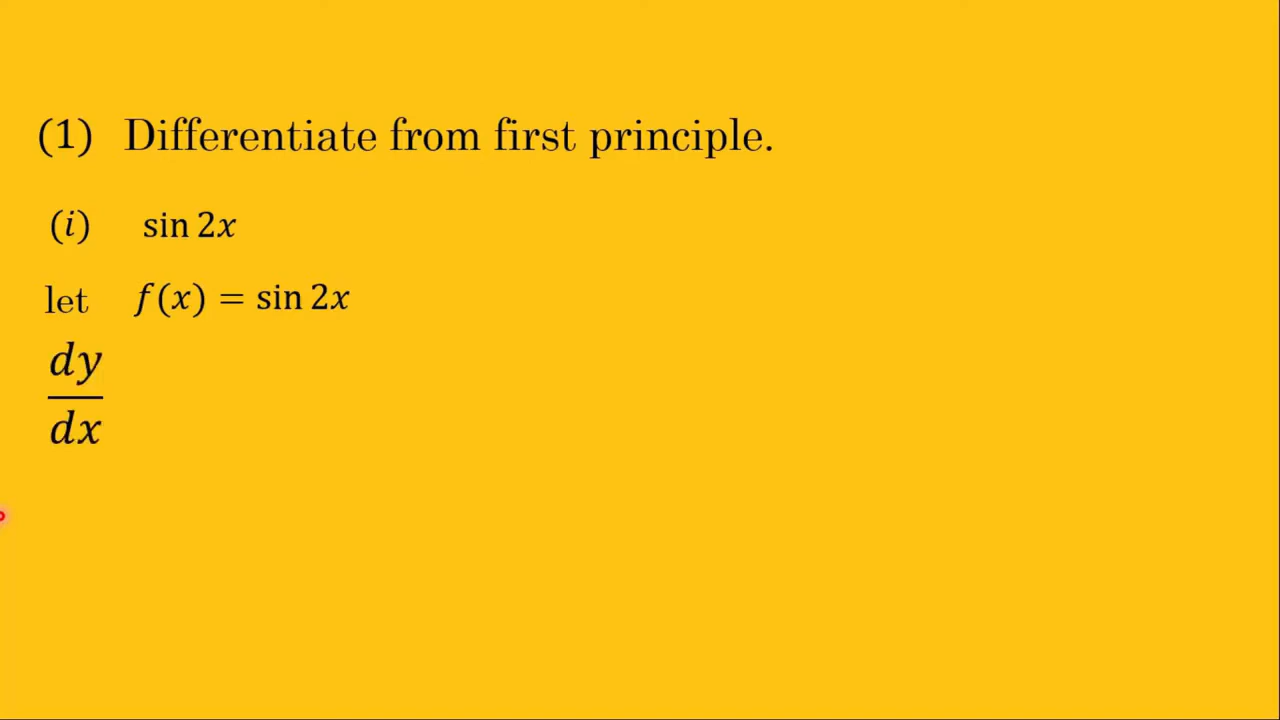 (1) Differentiate from first principle.
(i) sin 2x
let f(x) = sin 2x
dy
dx